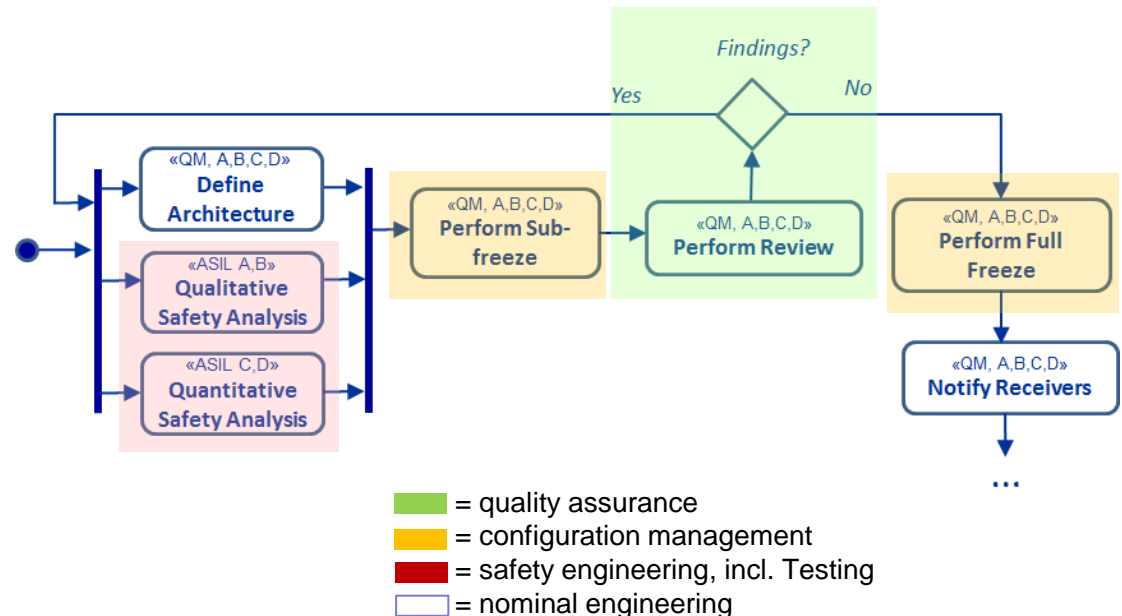 Findings?
Yes
No
«QM, A,B,C,D»
Define
Architecture
«ASIL A,B»
Qualitative
Safety Analysis
«ASIL C,D»
Quantitative
Safety Analysis
«QM, A,B,C,D»
Perform Sub-
freeze
«QM, A,B,C,D»
Perform Review
«QM, A,B,C,D»
Perform Full
Freeze
«QM, A,B,C,D»
Notify Receivers
...
= quality assurance
= configuration management
= safety engineering, incl. Testing
= nominal engineering